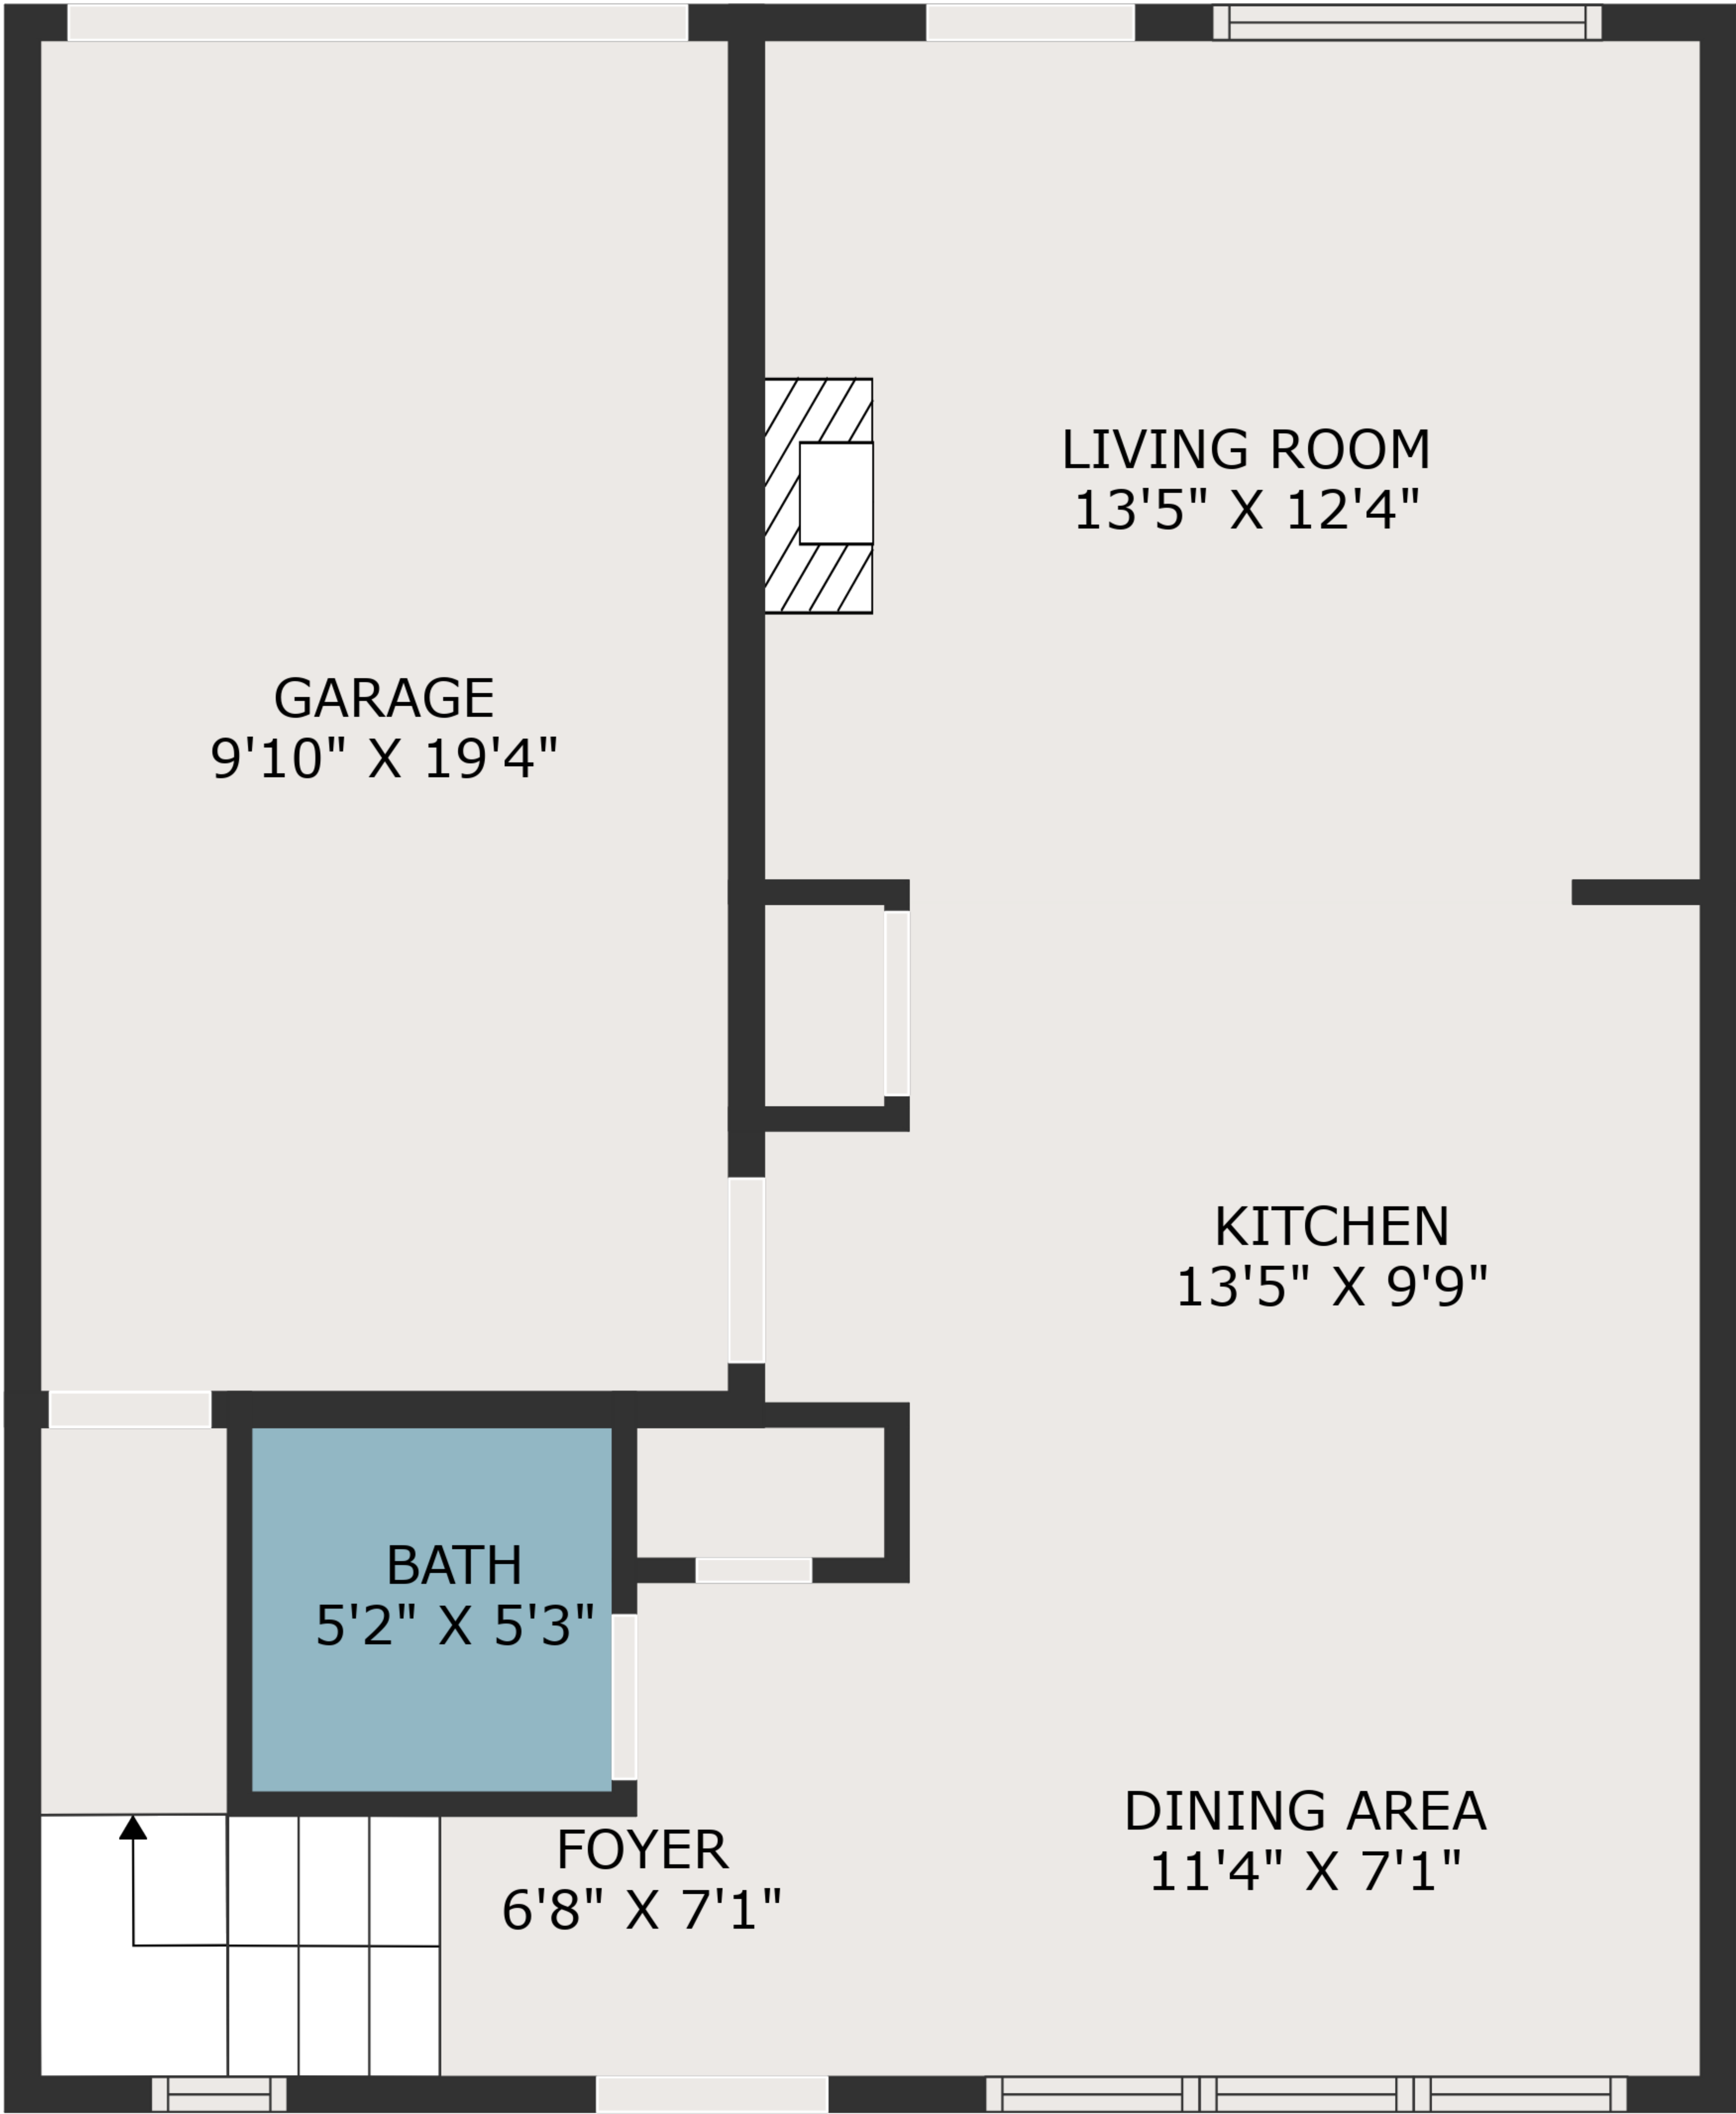 LIVING ROOM
13'5" X 12'4"
GARAGE
9'10" X 19'4"
KITCHEN
13'5" X 9'9"
BATH
5'2" X 5'3"
DINING AREA
11'4" X 7'1"
FOYER
6'8" X 7'1"